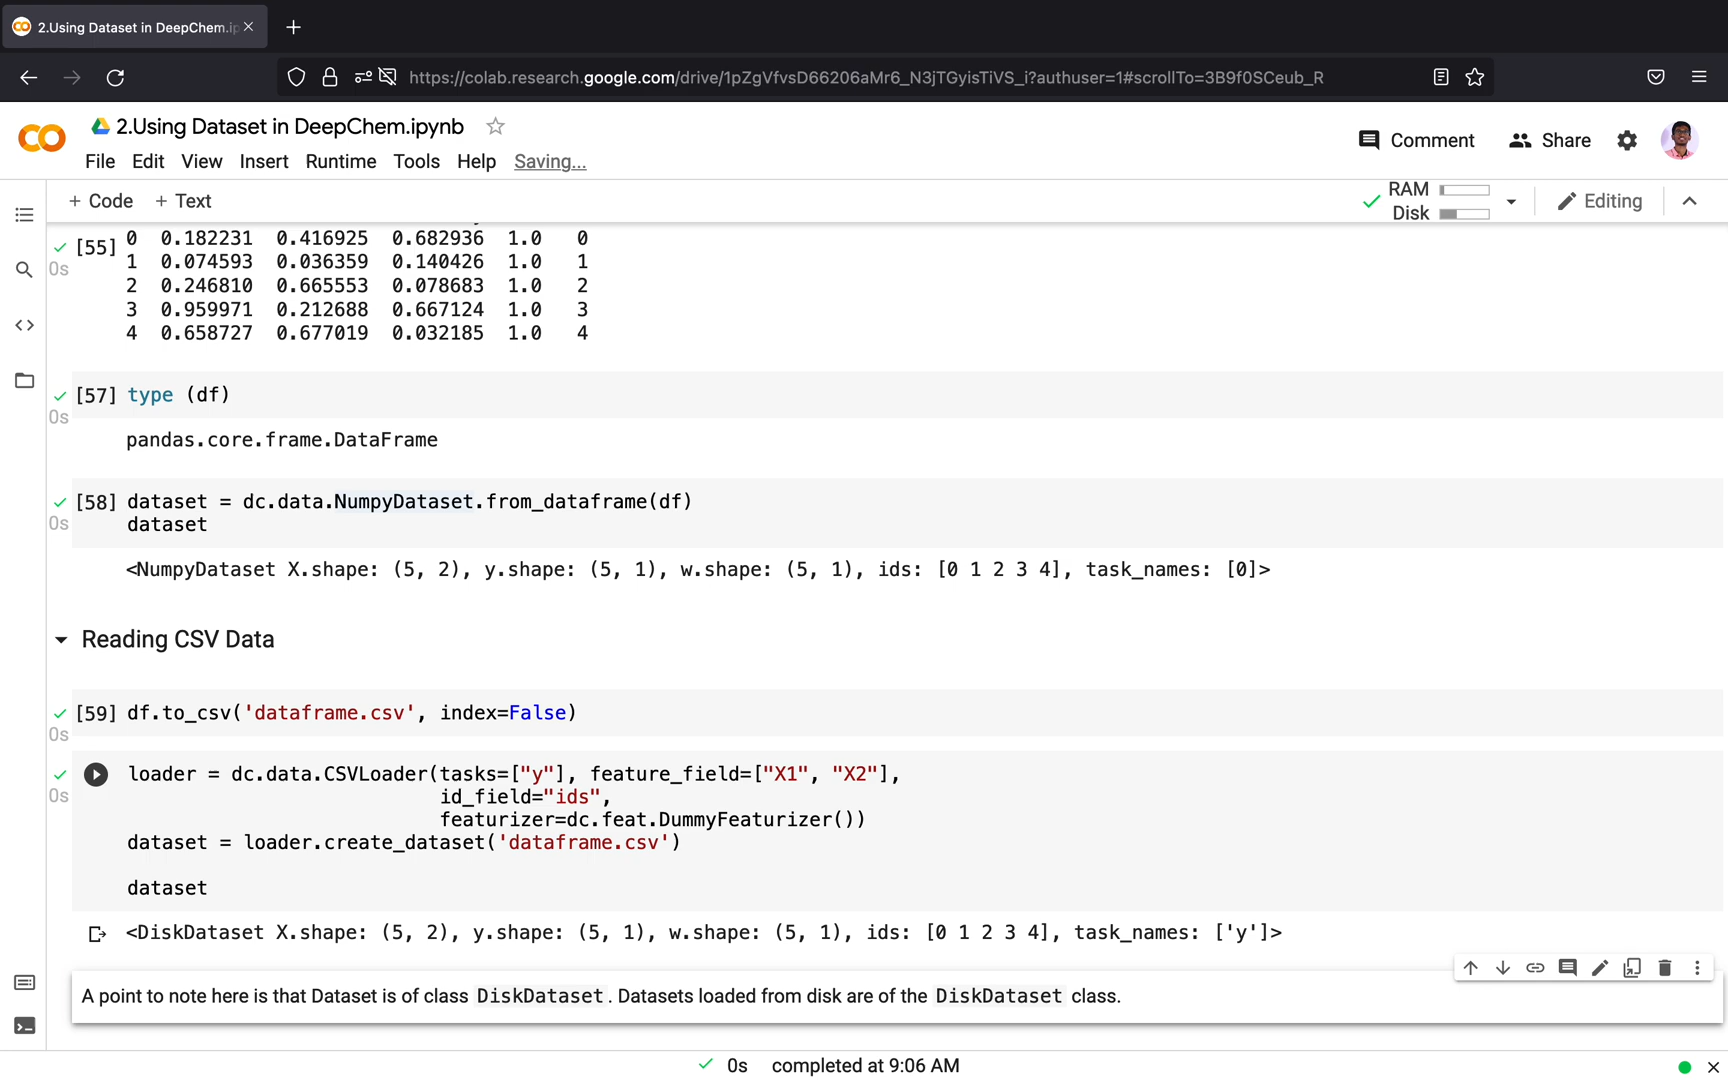 2.Using Dataset in DeepChem.ip
https://colab.research.google.com/drive/1pZgVfvsD66206aMr6_N3jTGyisTiVS_i?authuser=1#scrollTo=3B9f0SCeub_R
2.Using Dataset in DeepChem.ipynb
Comment Share
File Edit View Insert Runtime Tools Help Saving...
+ Code + Text
RAM
Disk
Editing
[55] 0 0.182231 0.416925 0.682936 1.0 0
0s 1 0.074593 0.036359 0.140426 1.0 1
2 0.246810 0.665553 0.078683 1.0 2
3 0.959971 0.212688 0.667124 1.0 3
4 0.658727 0.677019 0.032185 1.0 4
[57] type (df)
0s
pandas.core.frame.DataFrame
[58] dataset = dc.data.NumpyDataset.from_dataframe(df)
0s dataset
<NumpyDataset X.shape: (5, 2), y.shape: (5, 1), w.shape: (5, 1), ids: [0 1 2 3 4], task_names: [0]>
Reading CSV Data
[59] df.to_csv('dataframe.csv', index=False)
0s
loader = dc.data.CSVLoader(tasks=["y"], feature_field=["X1", "X2"],
0s id_field="ids",
featurizer=dc.feat.DummyFeaturizer())
dataset = loader.create_dataset('dataframe.csv')
dataset
<DiskDataset X.shape: (5, 2), y.shape: (5, 1), w.shape: (5, 1), ids: [0 1 2 3 4], task_names: ['y']>
A point to note here is that Dataset is of class DiskDataset. Datasets loaded from disk are of the DiskDataset class.
0s completed at 9:06 AM